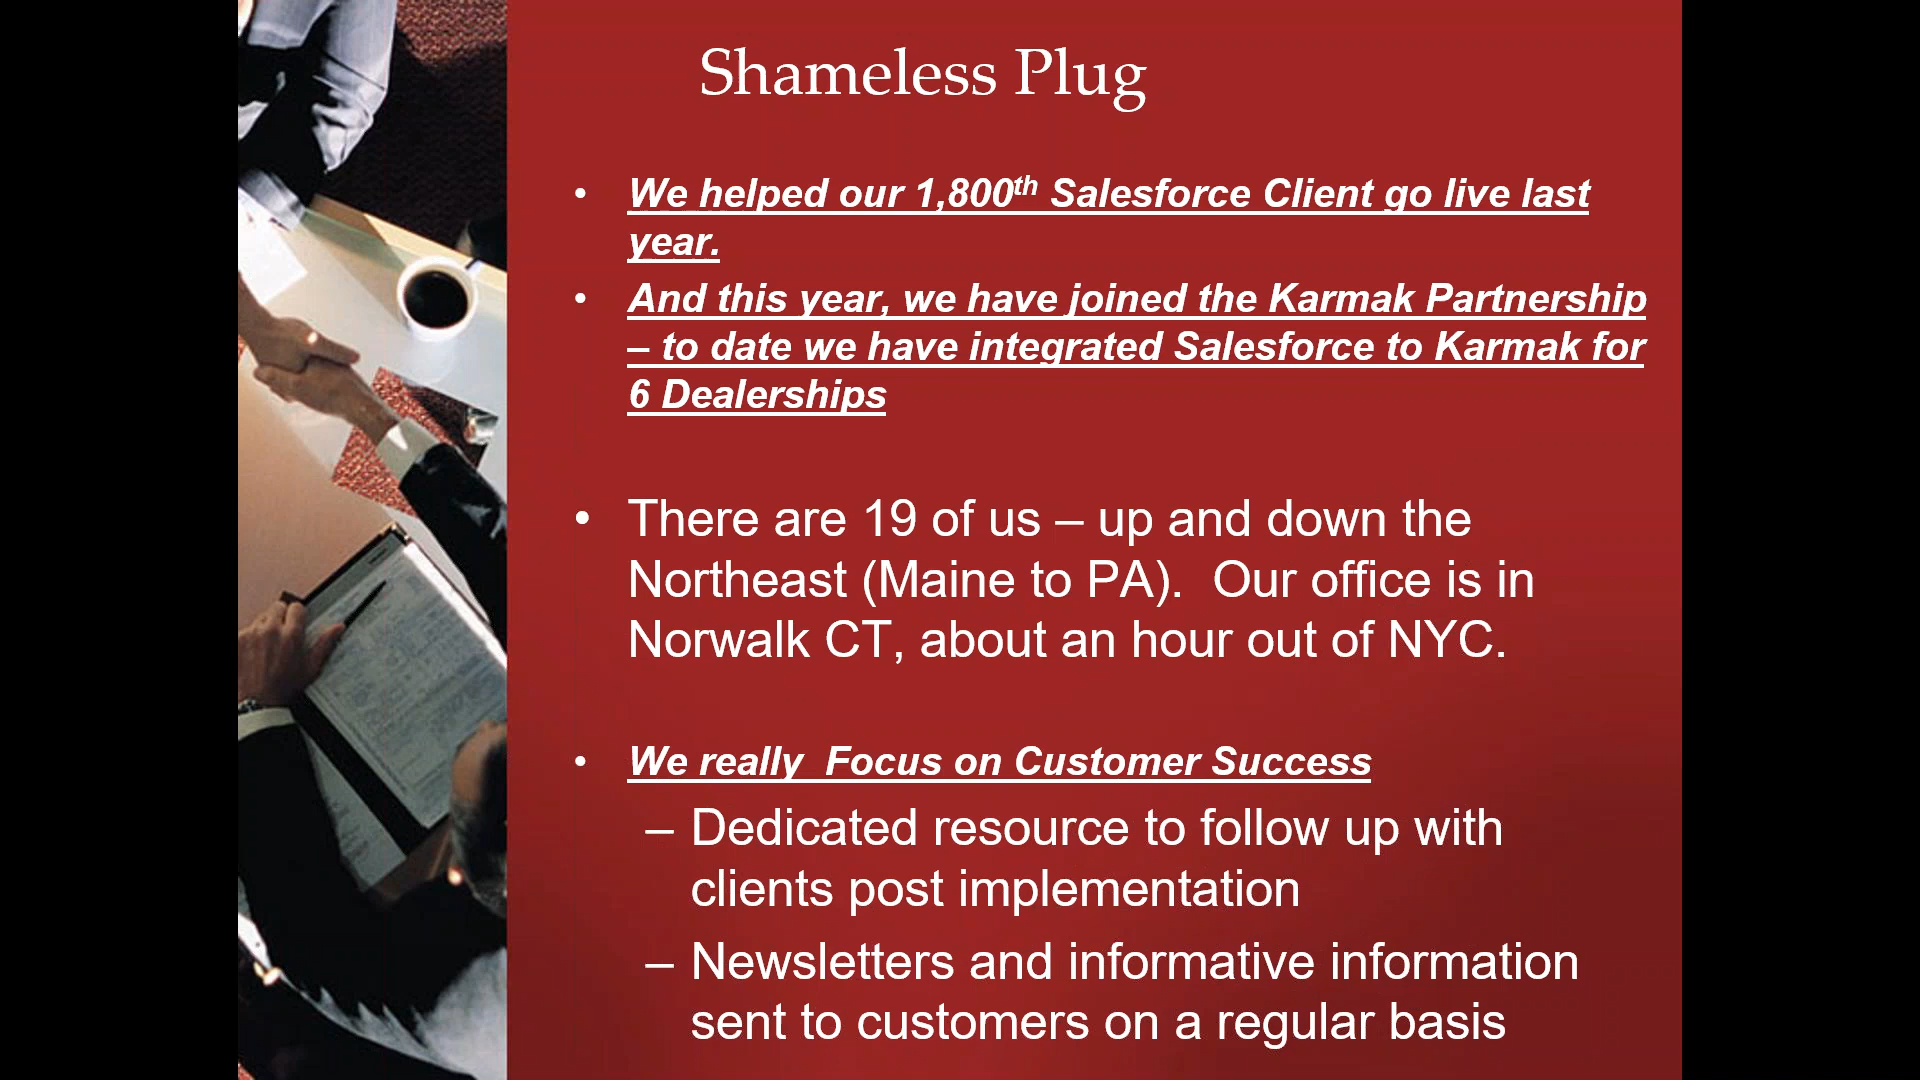 Shameless Plug
• We helped our 1,800th Salesforce Client go live last
year.
• And this year, we have joined the Karmak Partnership
– to date we have integrated Salesforce to Karmak for
6 Dealerships
• There are 19 of us – up and down the
Northeast (Maine to PA).  Our office is in
Norwalk CT, about an hour out of NYC.
• We really  Focus on Customer Success
– Dedicated resource to follow up with
clients post implementation
– Newsletters and informative information
sent to customers on a regular basis